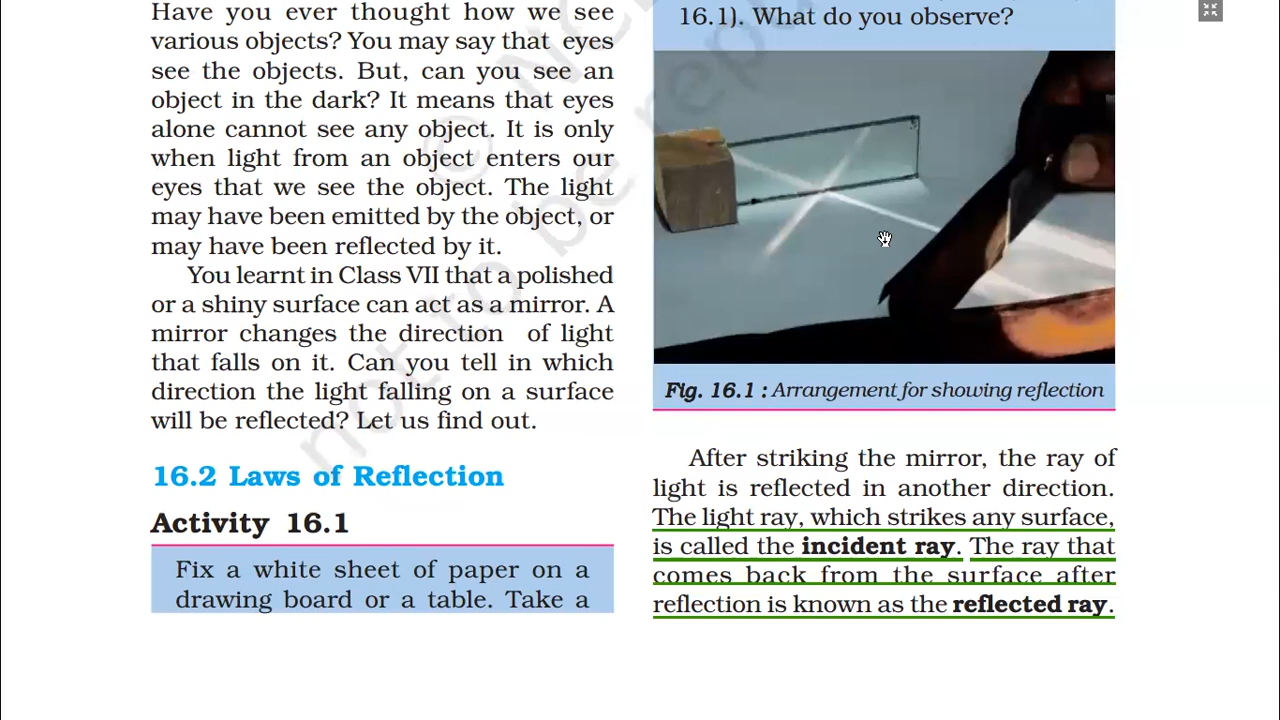 Have you ever thought how we see
various objects? You may say that eyes
see the objects. But, can you see an
object in the dark? It means that eyes
alone cannot see any object. It is only
when light from an object enters our
eyes that we see the object. The light
may have been emitted by the object, or
may have been reflected by it.
You learnt in Class VII that a polished
or a shiny surface can act as a mirror. A
mirror changes the direction of light
that falls on it. Can you tell in which
direction the light falling on a surface
will be reflected? Let us find out.
16.2 Laws of Reflection
Activity 16.1
Fix a white sheet of paper on a
drawing board or a table. Take a
16.1). What do you observe?
Fig. 16.1 : Arrangement for showing reflection
After striking the mirror, the ray of
light is reflected in another direction.
The light ray, which strikes any surface,
is called the incident ray. The ray that
comes back from the surface after
reflection is known as the reflected ray.
not to be